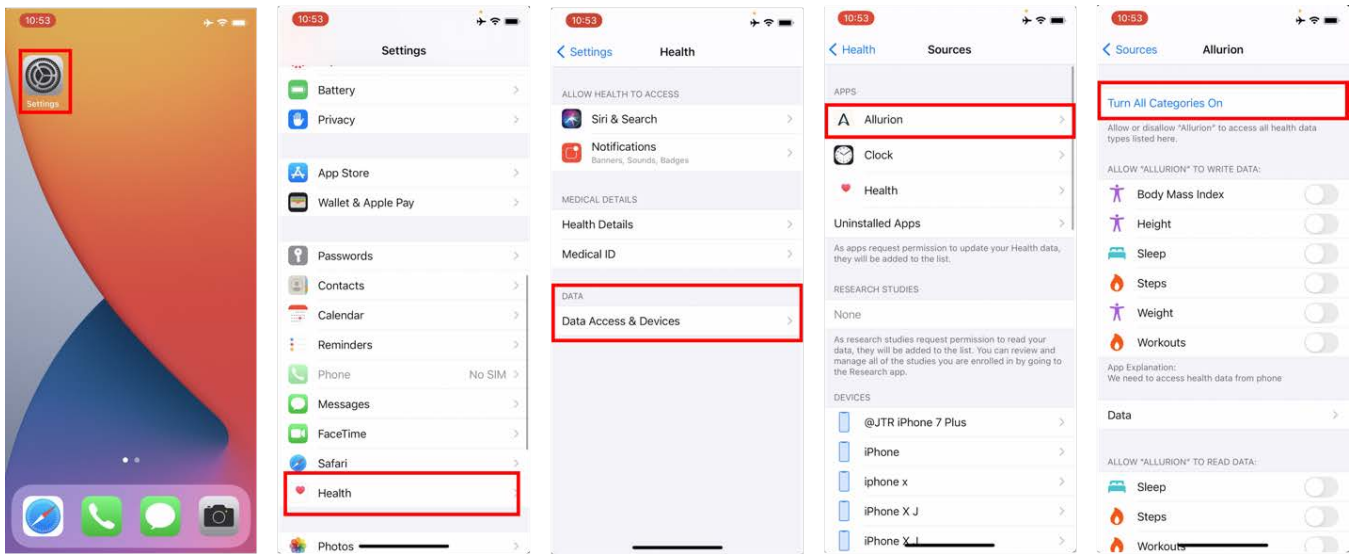 10:53
Settings
10:53
Settings
Battery
Privacy
App Store
Wallet & Apple Pay
Passwords
Contacts
Calendar
Reminders
Phone No SIM
Messages
FaceTime
Safari
Health
Photos
10:53
Settings Health
ALLOW HEALTH TO ACCESS
Siri & Search
Notifications
Banners, Sounds, Badges
MEDICAL DETAILS
Health Details
Medical ID
DATA
Data Access & Devices
10:53
Health Sources
APPS
Allurion
Clock
Health
Uninstalled Apps
As apps request permission to update your Health data,
they will be added to the list.
RESEARCH STUDIES
None
As research studies request permission to read your
data, they will be added to the list. You can review and
manage all of the studies you are enrolled in by going to
the Research app.
DEVICES
@JTR iPhone 7 Plus
iPhone
iphone x
iPhone X J
iPhone X J
10:53
Sources Allurion
Turn All Categories On
Allow or disallow "Allurion" to access all health data
types listed here.
ALLOW "ALLURION" TO WRITE DATA:
Body Mass Index
Height
Sleep
Steps
Weight
Workouts
App Explanation:
We need to access health data from phone
Data
ALLOW "ALLURION" TO READ DATA:
Sleep
Steps
Workouts